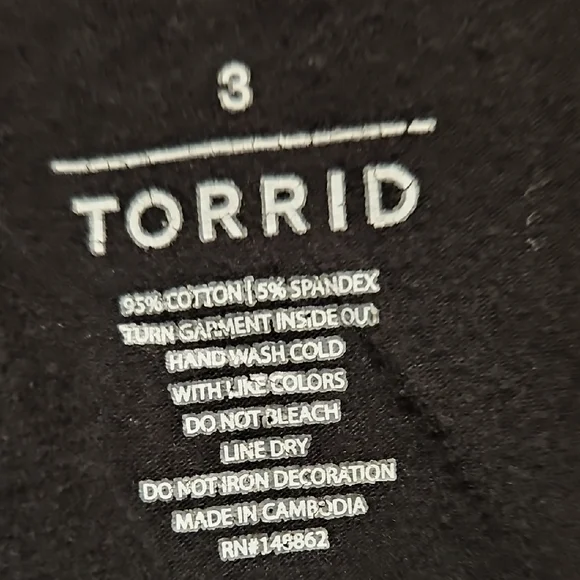 3
TORRID
95% COTTON | 5% SPANDEX
TURN GARMENT INSIDE OUT
HAND WASH COLD
WITH LIKE COLORS
DO NOT BLEACH
LINE DRY
DO NOT IRON DECORATION
MADE IN CAMBODIA
RN#148862